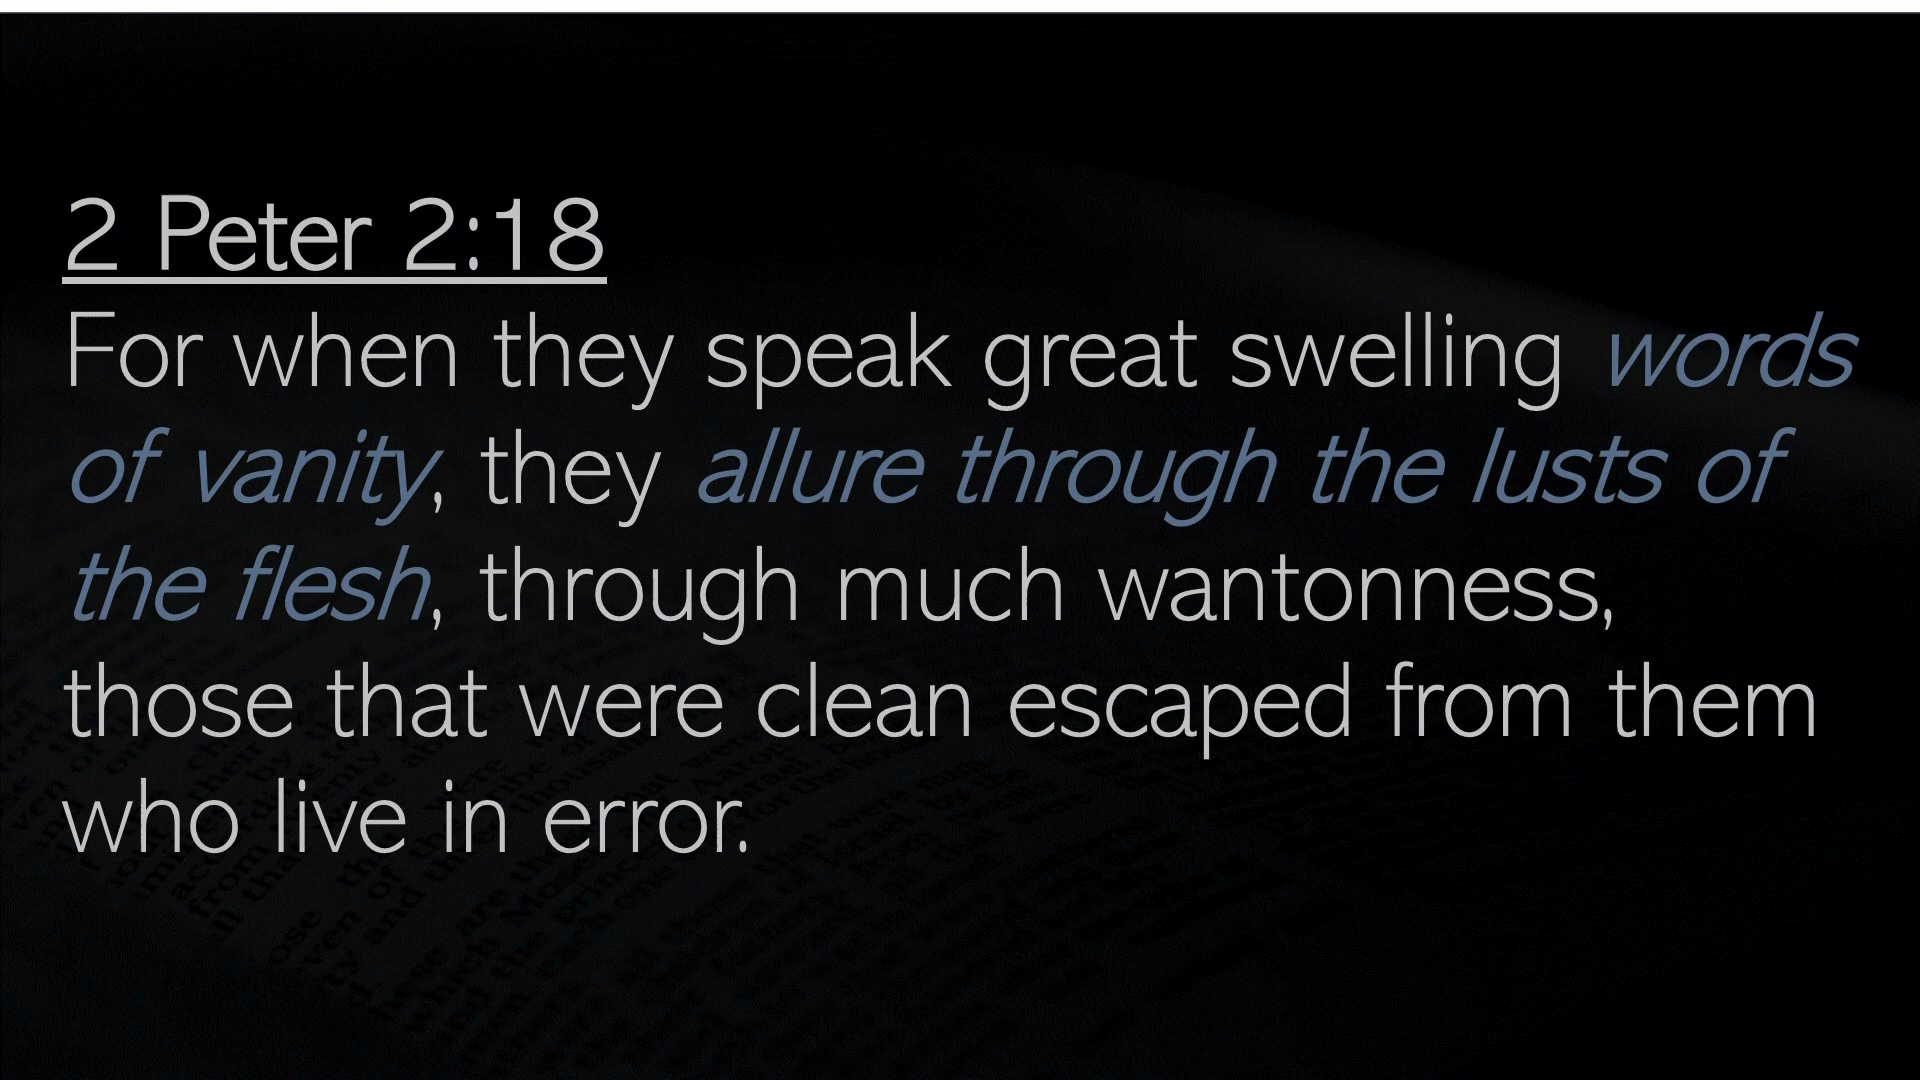 2 Peter 2:18
For when they speak great swelling words
of vanity, they allure through the lusts of
the flesh, through much wantonness,
those that were clean escaped from them
who live in error.